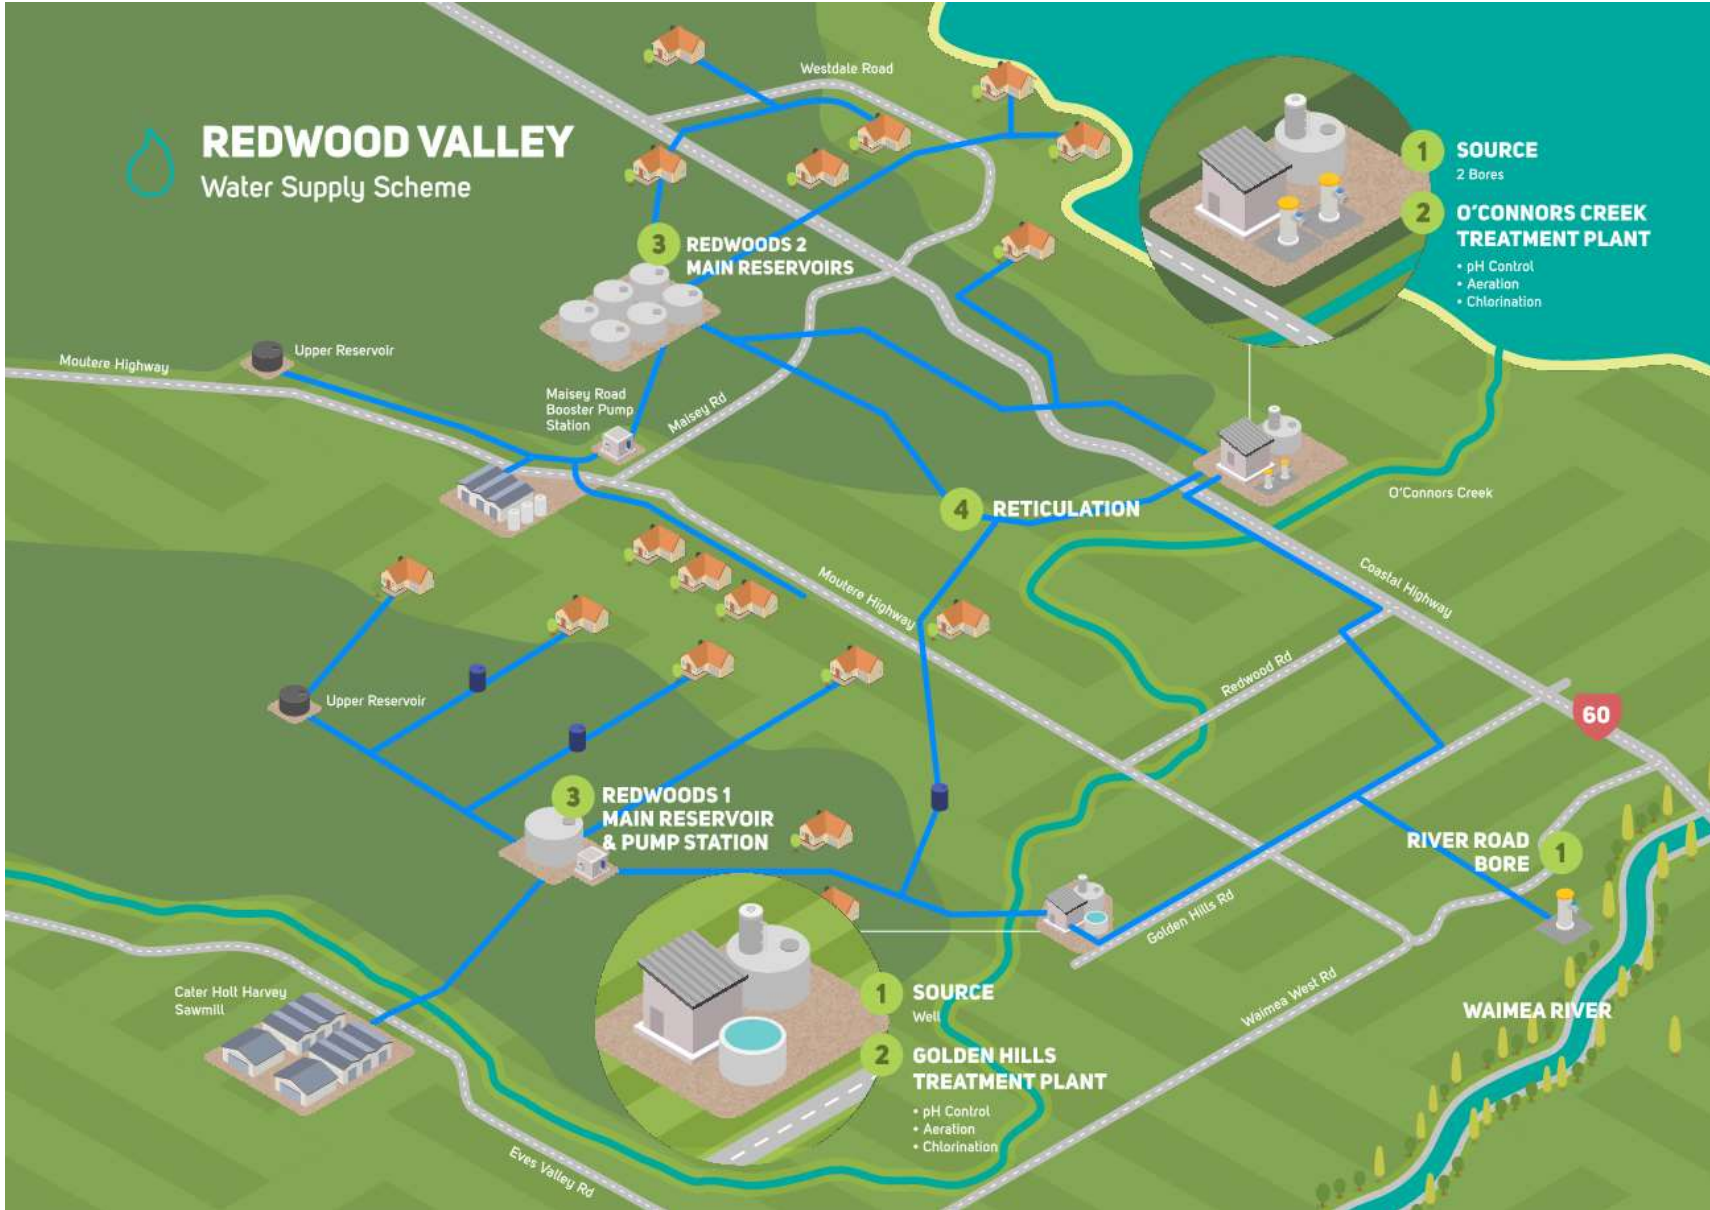 REDWOOD VALLEY
Water Supply Scheme
Westdale Road
1
SOURCE
2 Bores
2
O'CONNORS CREEK
TREATMENT PLANT
• pH Control
• Aeration
• Chlorination
3
REDWOODS 2
MAIN RESERVOIRS
Upper Reservoir
Moutere Highway
Maisey Road
Booster Pump
Station
Maisey Rd
O'Connors Creek
4
RETICULATION
Coastal Highway
Moutere Highway
Redwood Rd
Upper Reservoir
60
3
REDWOODS 1
MAIN RESERVOIR
& PUMP STATION
RIVER ROAD
BORE
1
Golden Hills Rd
Waimea West Rd
Cater Holt Harvey
Sawmill
1
SOURCE
Well
2
GOLDEN HILLS
TREATMENT PLANT
• pH Control
• Aeration
• Chlorination
WAIMEA RIVER
Eves Valley Rd